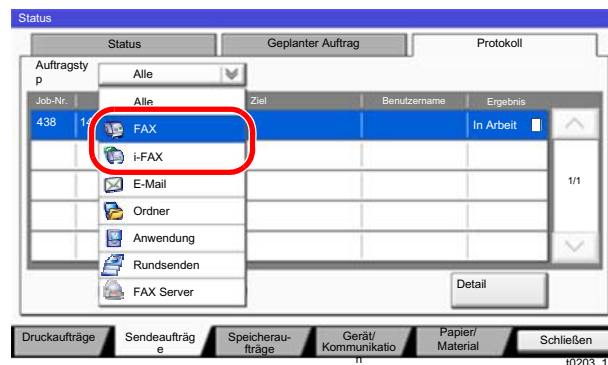 Status
Status Geplanter Auftrag Protokoll
Auftragsty
p
Alle
Job-Nr. Alle Ziel Benutzername Ergebnis
438 14 FAX In Arbeit
i-FAX
E-Mail 1/1
Ordner
Anwendung
Rundsenden
FAX Server Detail
Druckaufträge Sendeaufträg
e Speicherau-
fträge Gerät/
Kommunikatio
n Papier/
Material Schließen